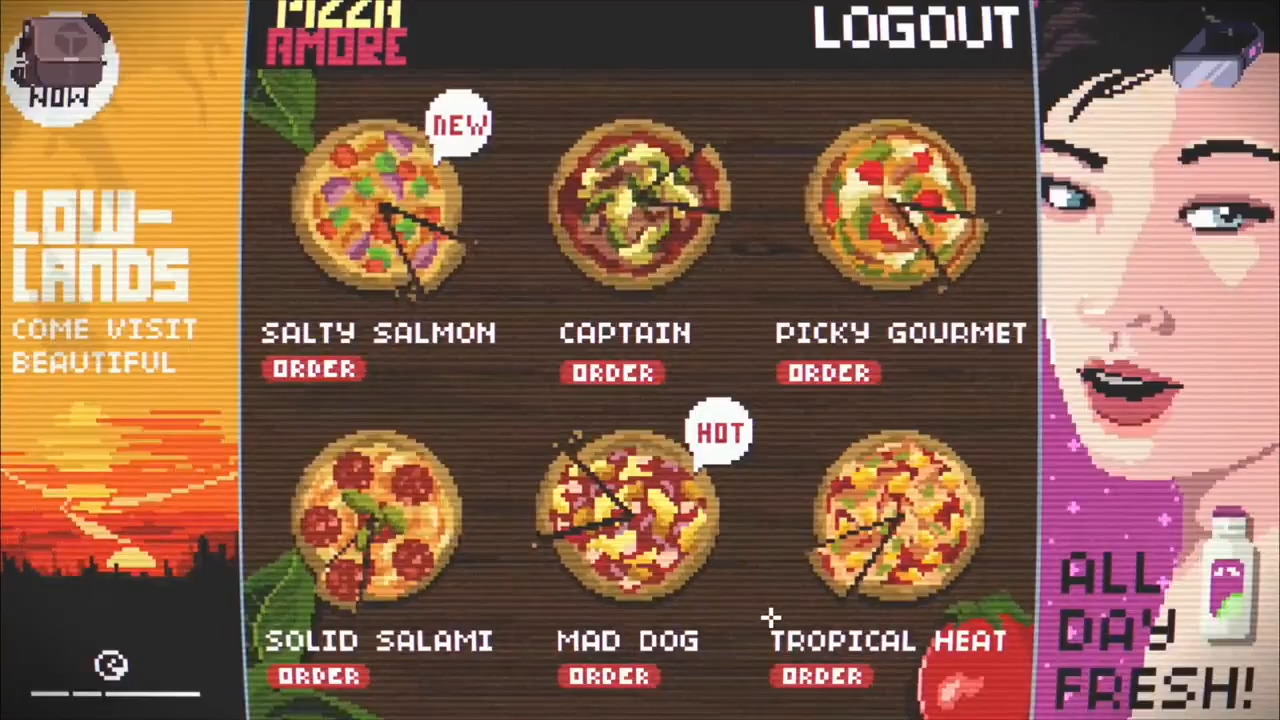 PIZZA
AMORE
LOGOUT
NOW
LOW-
LANDS
COME VISIT
BEAUTIFUL
NEW
SALTY SALMON
ORDER
CAPTAIN
ORDER
PICKY GOURMET
ORDER
HOT
SOLID SALAMI
ORDER
MAD DOG
ORDER
TROPICAL HEAT
ORDER
ALL
DAY
FRESH!